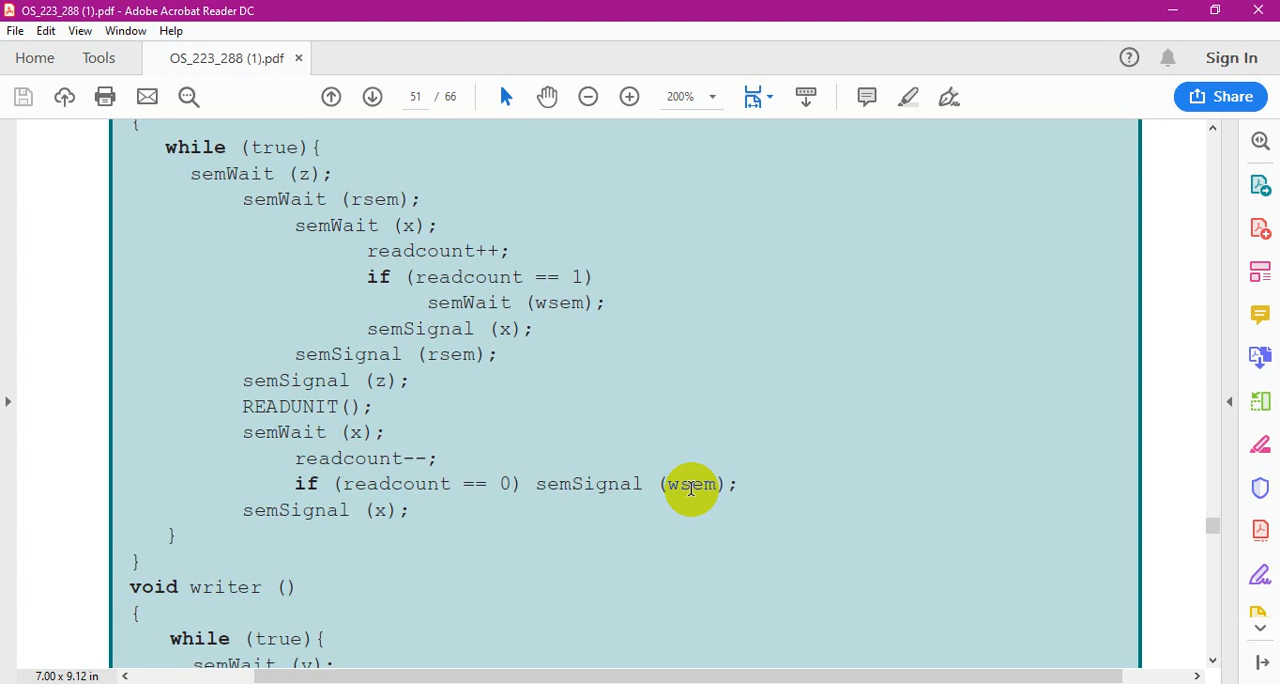 OS_223_288 (1).pdf - Adobe Acrobat Reader DC
File Edit View Window Help
Home Tools OS_223_288 (1).pdf × Sign In
51 / 66 200% Share
{
while (true){
semWait (z);
semWait (rsem);
semWait (x);
readcount++;
if (readcount == 1)
semWait (wsem);
semSignal (x);
semSignal (rsem);
semSignal (z);
READUNIT();
semWait (x);
readcount--;
if (readcount == 0) semSignal (wsem);
semSignal (x);
}
}
void writer ()
{
while (true){
semWait (y);
7.00 x 9.12 in